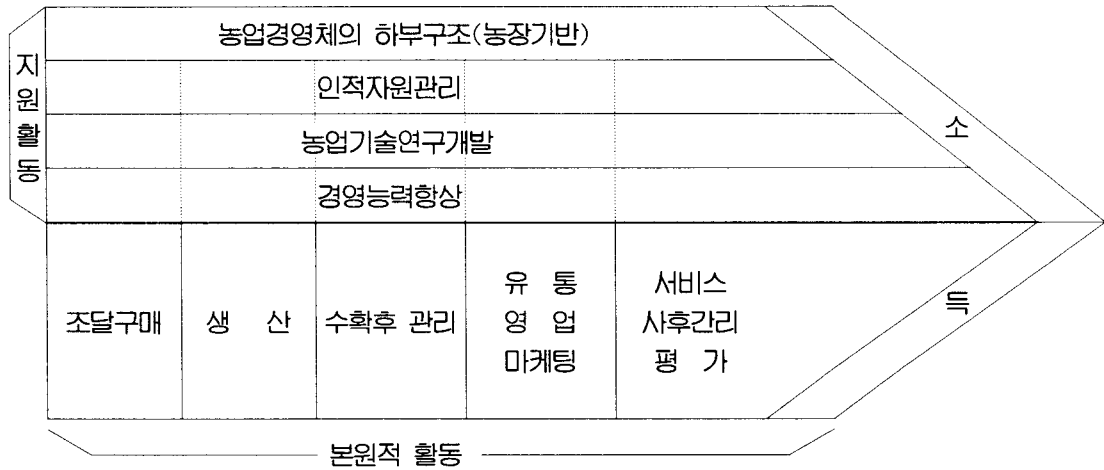 농업경영체의 하부구조(농장기반)
지원활동
인적자원관리
농업기술연구개발
경영능력향상
소
득
조달구매
생 산
수확후 관리
유 통
영 업
마케팅
서비스
사후간리
평 가
본원적 활동